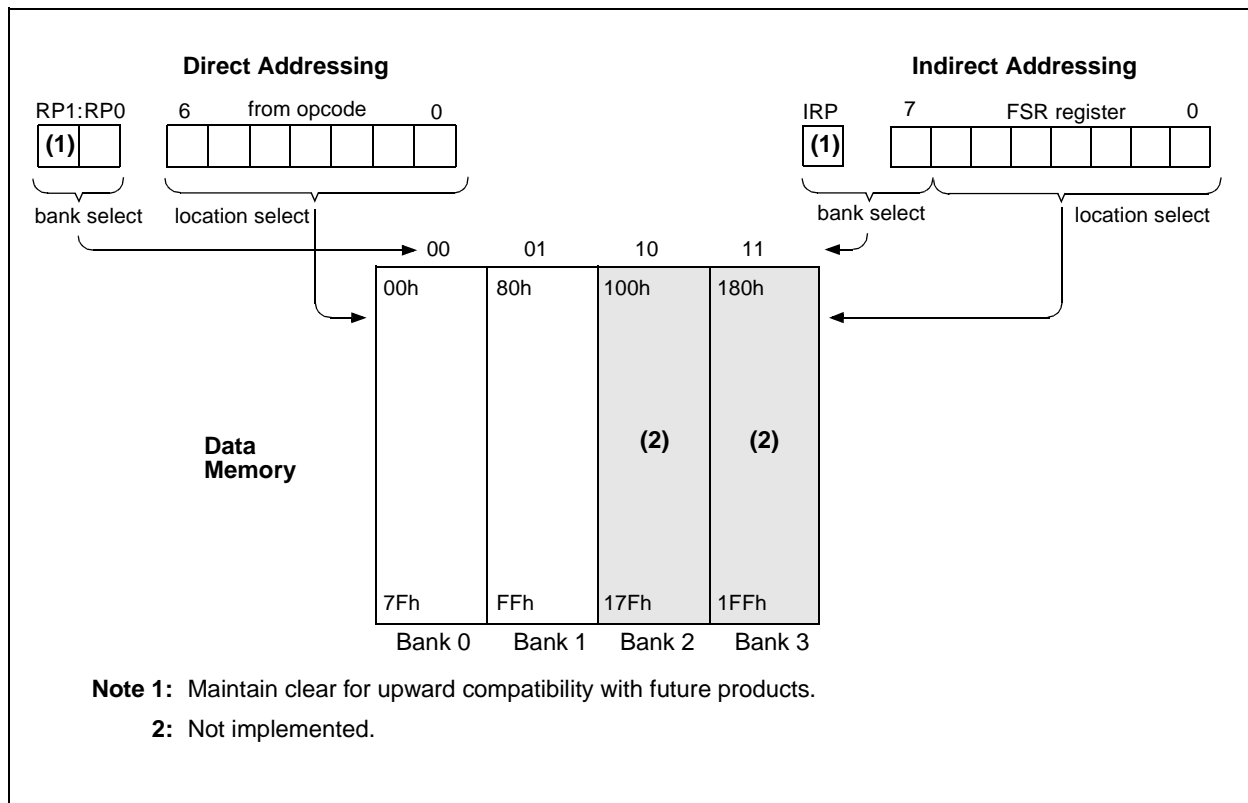 Direct Addressing
Indirect Addressing
RP1:RP0 6 from opcode 0
IRP 7 FSR register 0
(1)
(1)
bank select location select
bank select location select
00 01 10 11
00h 80h 100h 180h
Data
Memory
(2) (2)
7Fh FFh 17Fh 1FFh
Bank 0 Bank 1 Bank 2 Bank 3
Note 1: Maintain clear for upward compatibility with future products.
2: Not implemented.